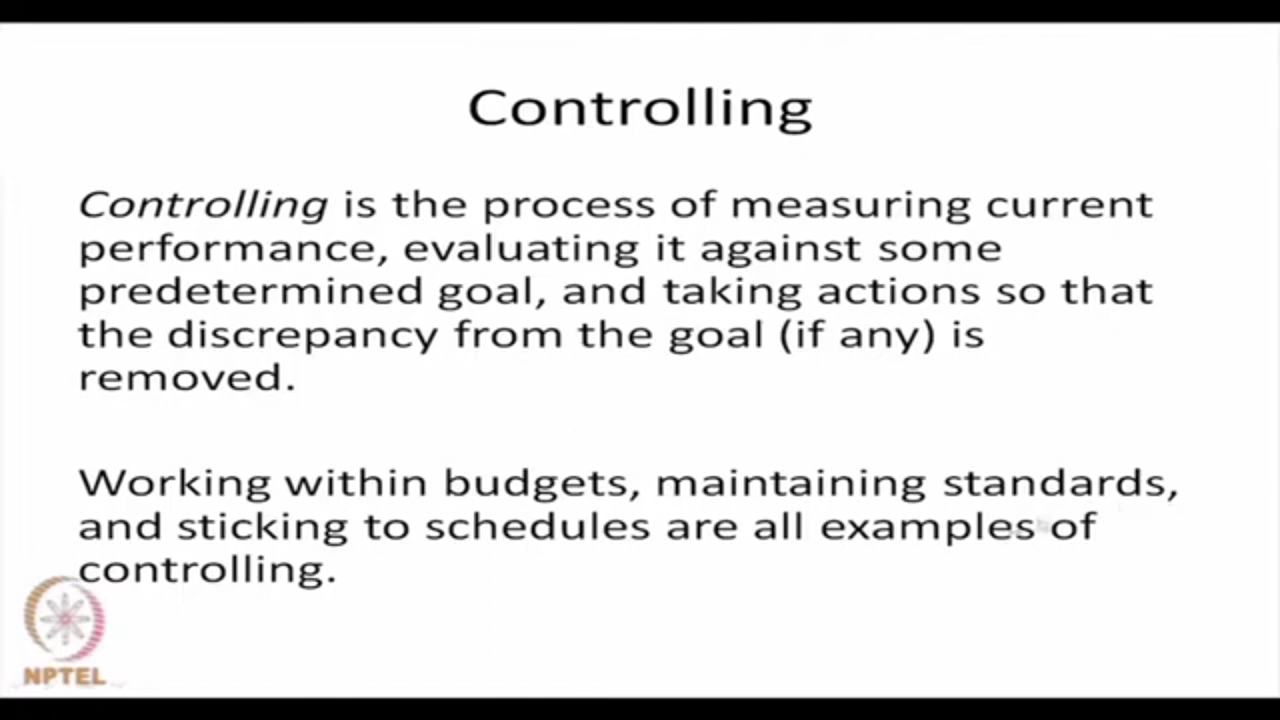 Controlling
Controlling is the process of measuring current
performance, evaluating it against some
predetermined goal, and taking actions so that
the discrepancy from the goal (if any) is
removed.
Working within budgets, maintaining standards,
and sticking to schedules are all examples of
controlling.
NPTEL